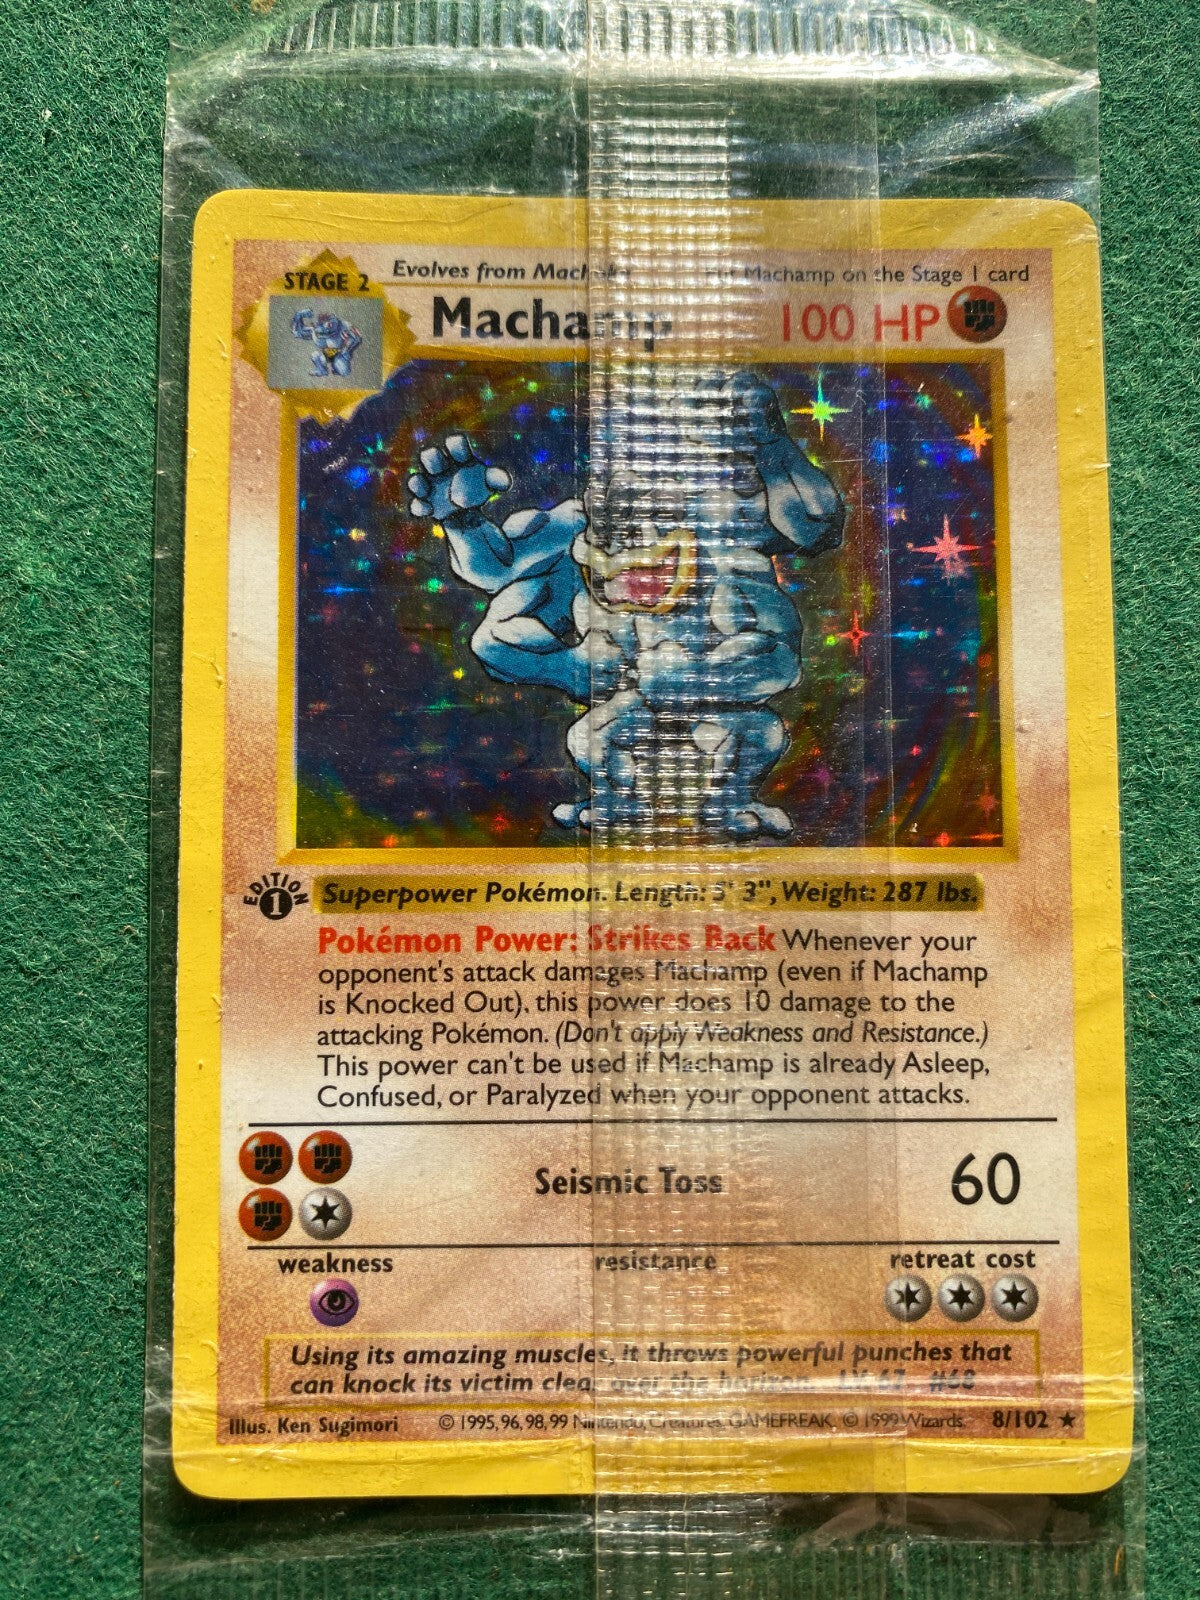 STAGE 2
Evolves from Machoke
Put Machamp on the Stage 1 card
Machamp
100 HP
EDITION
1
Superpower Pokémon. Length: 5' 3", Weight: 287 lbs.
Pokémon Power: Strikes Back Whenever your
opponent's attack damages Machamp (even if Machamp
is Knocked Out), this power does 10 damage to the
attacking Pokémon. (Don't apply Weakness and Resistance.)
This power can't be used if Machamp is already Asleep,
Confused, or Paralyzed when your opponent attacks.
Seismic Toss
60
weakness
resistance
retreat cost
Using its amazing muscles, it throws powerful punches that
can knock its victim clear over the horizon. LV. 67 #68
Illus. Ken Sugimori
© 1995, 96, 98, 99 Nintendo, Creatures, GAMEFREAK. © 1999 Wizards.
8/102 ★